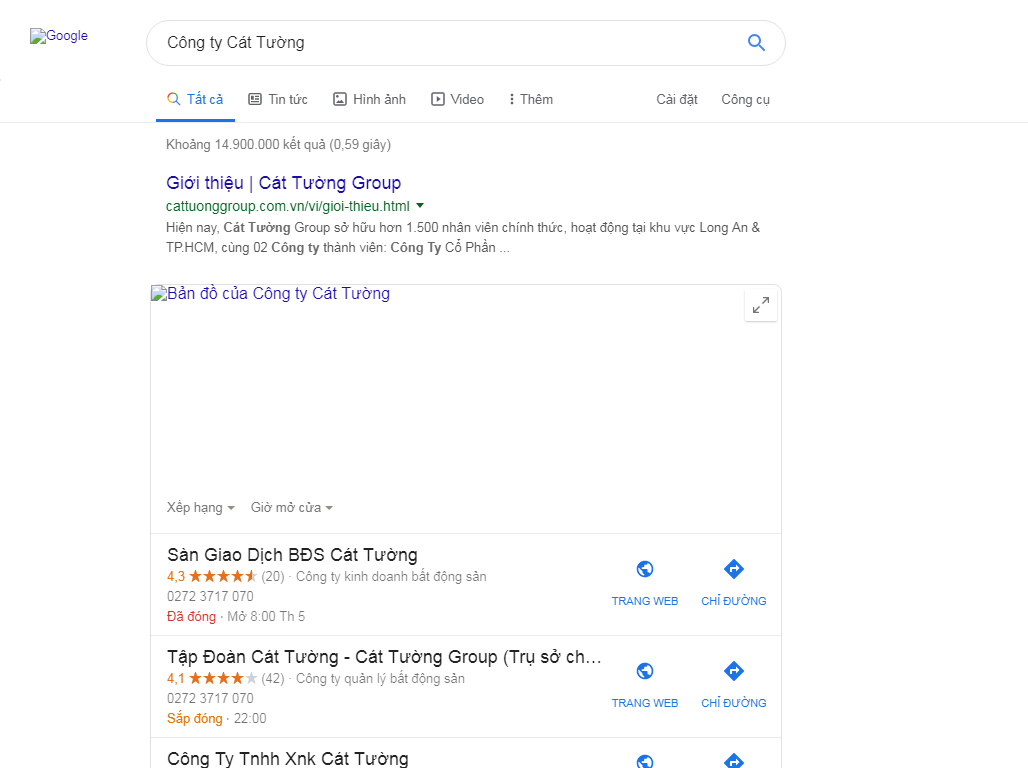 Google
Công ty Cát Tường
Tất cả Tin tức Hình ảnh Video Thêm Cài đặt Công cụ
Khoảng 14.900.000 kết quả (0,59 giây)
Giới thiệu | Cát Tường Group
cattuonggroup.com.vn/vi/gioi-thieu.html
Hiện nay, Cát Tường Group sở hữu hơn 1.500 nhân viên chính thức, hoạt động tại khu vực Long An &
TP.HCM, cùng 02 Công ty thành viên: Công Ty Cổ Phần ...
Bản đồ của Công ty Cát Tường
Xếp hạng Giờ mở cửa
Sàn Giao Dịch BĐS Cát Tường
4,3 (20) · Công ty kinh doanh bất động sản
0272 3717 070
Đã đóng · Mở 8:00 Th 5
TRANG WEB CHỈ ĐƯỜNG
Tập Đoàn Cát Tường - Cát Tường Group (Trụ sở ch…
4,1 (42) · Công ty quản lý bất động sản
0272 3717 070
Sắp đóng · 22:00
TRANG WEB CHỈ ĐƯỜNG
Công Ty Tnhh Xnk Cát Tường